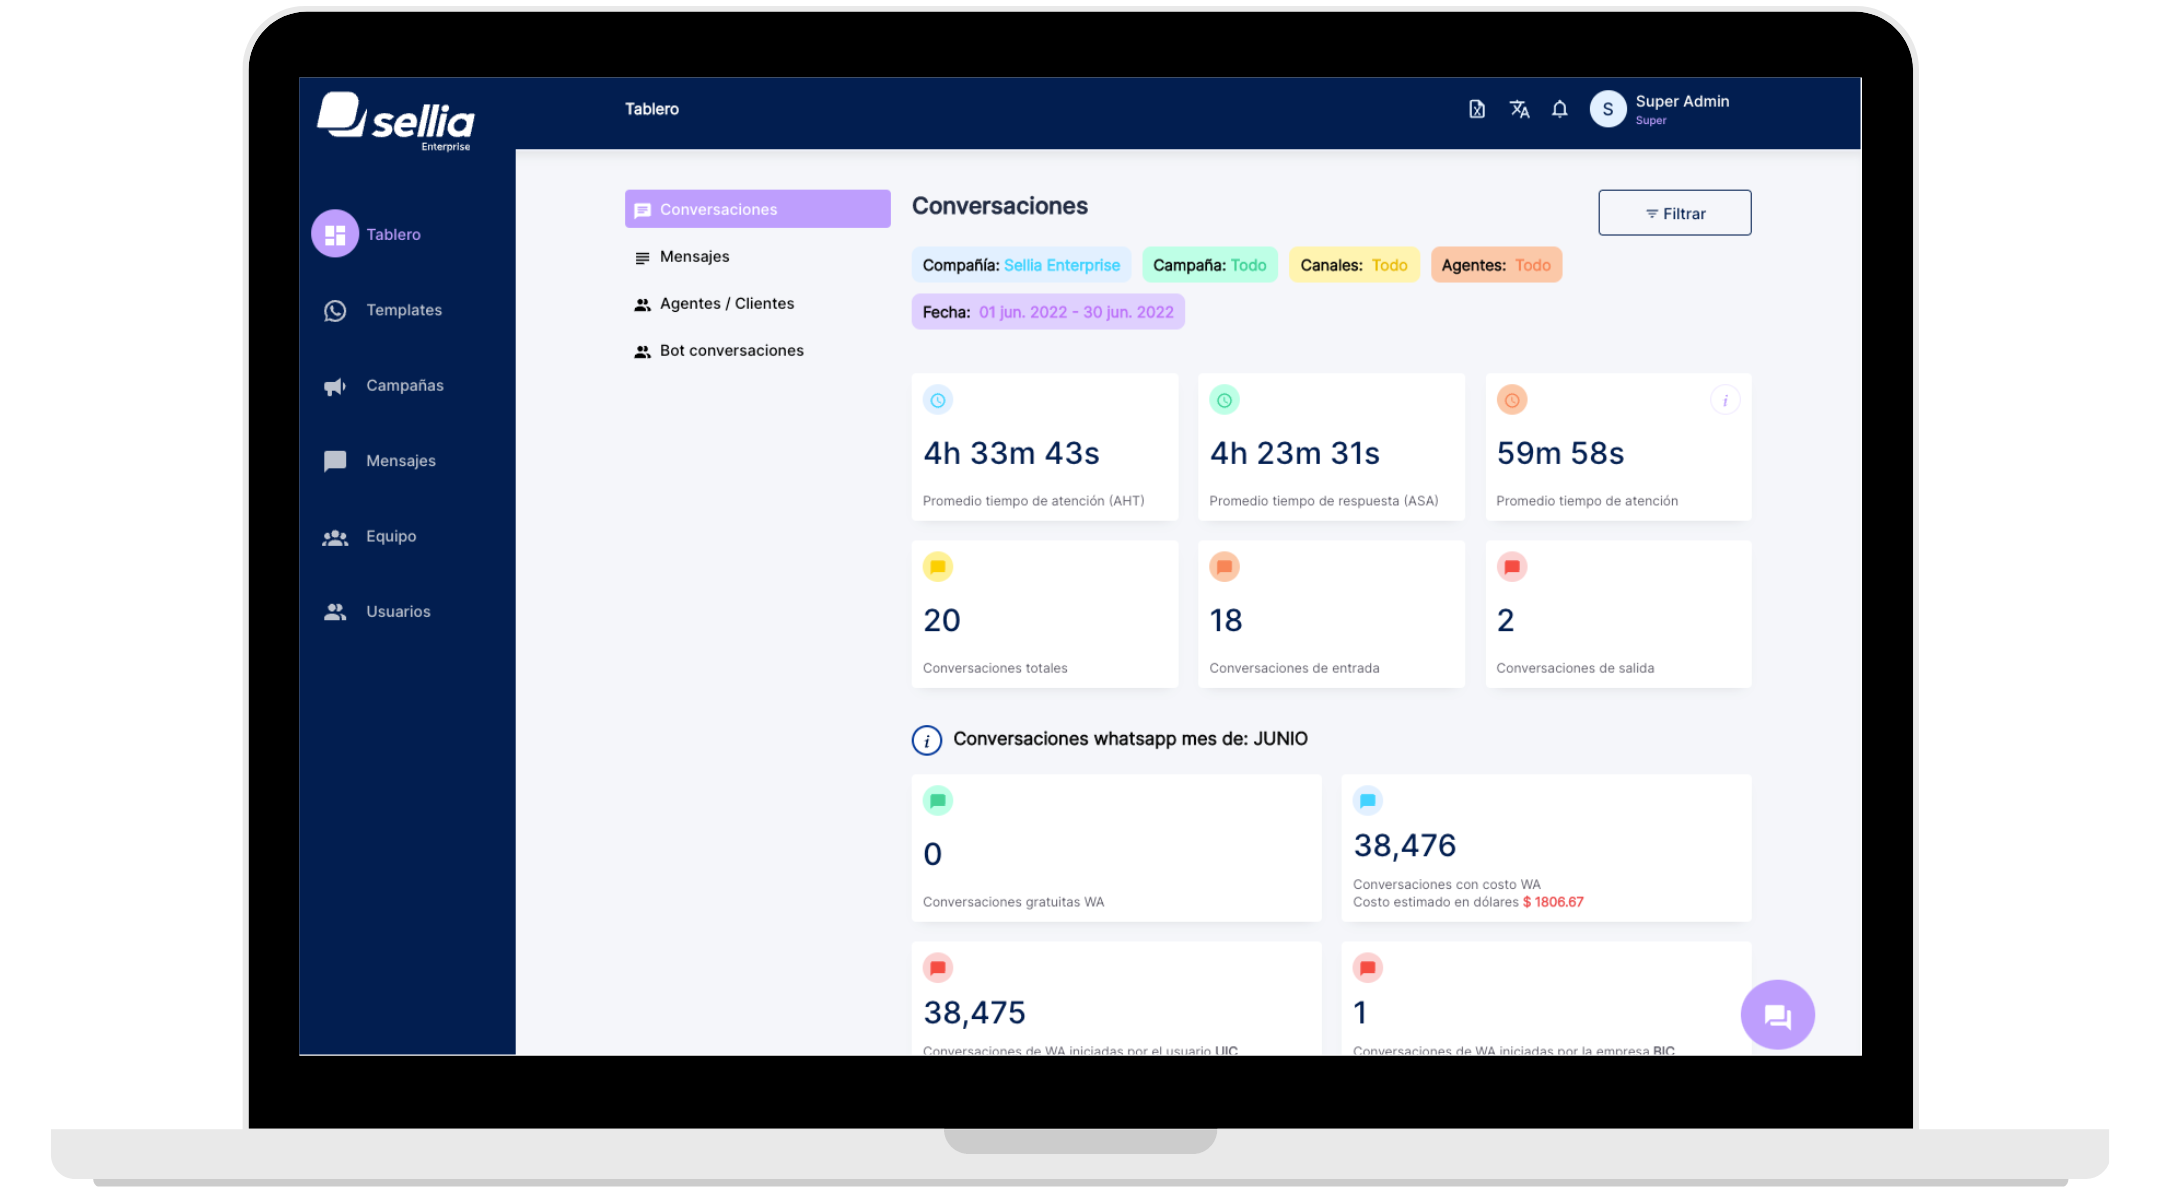 sellia
Enterprise
Tablero
S
Super Admin
Super
Tablero
Templates
Campañas
Mensajes
Equipo
Usuarios
Conversaciones
Mensajes
Agentes / Clientes
Bot conversaciones
Conversaciones
Filtrar
Compañía: Sellia Enterprise
Campaña: Todo
Canales: Todo
Agentes: Todo
Fecha: 01 jun. 2022 - 30 jun. 2022
4h 33m 43s
Promedio tiempo de atención (AHT)
4h 23m 31s
Promedio tiempo de respuesta (ASA)
i
59m 58s
Promedio tiempo de atención
20
Conversaciones totales
18
Conversaciones de entrada
2
Conversaciones de salida
i
Conversaciones whatsapp mes de: JUNIO
0
Conversaciones gratuitas WA
38,476
Conversaciones con costo WA
Costo estimado en dólares $ 1806.67
38,475
Conversaciones de WA iniciadas por el usuario UIC
1
Conversaciones de WA iniciadas por la empresa BIC